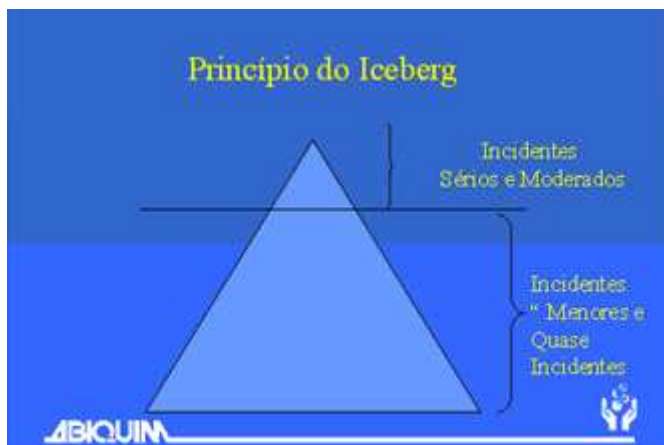 Princípio do Iceberg
Incidentes
Sérios e Moderados
Incidentes
“ Menores e
Quase
Incidentes
ABIQUIM